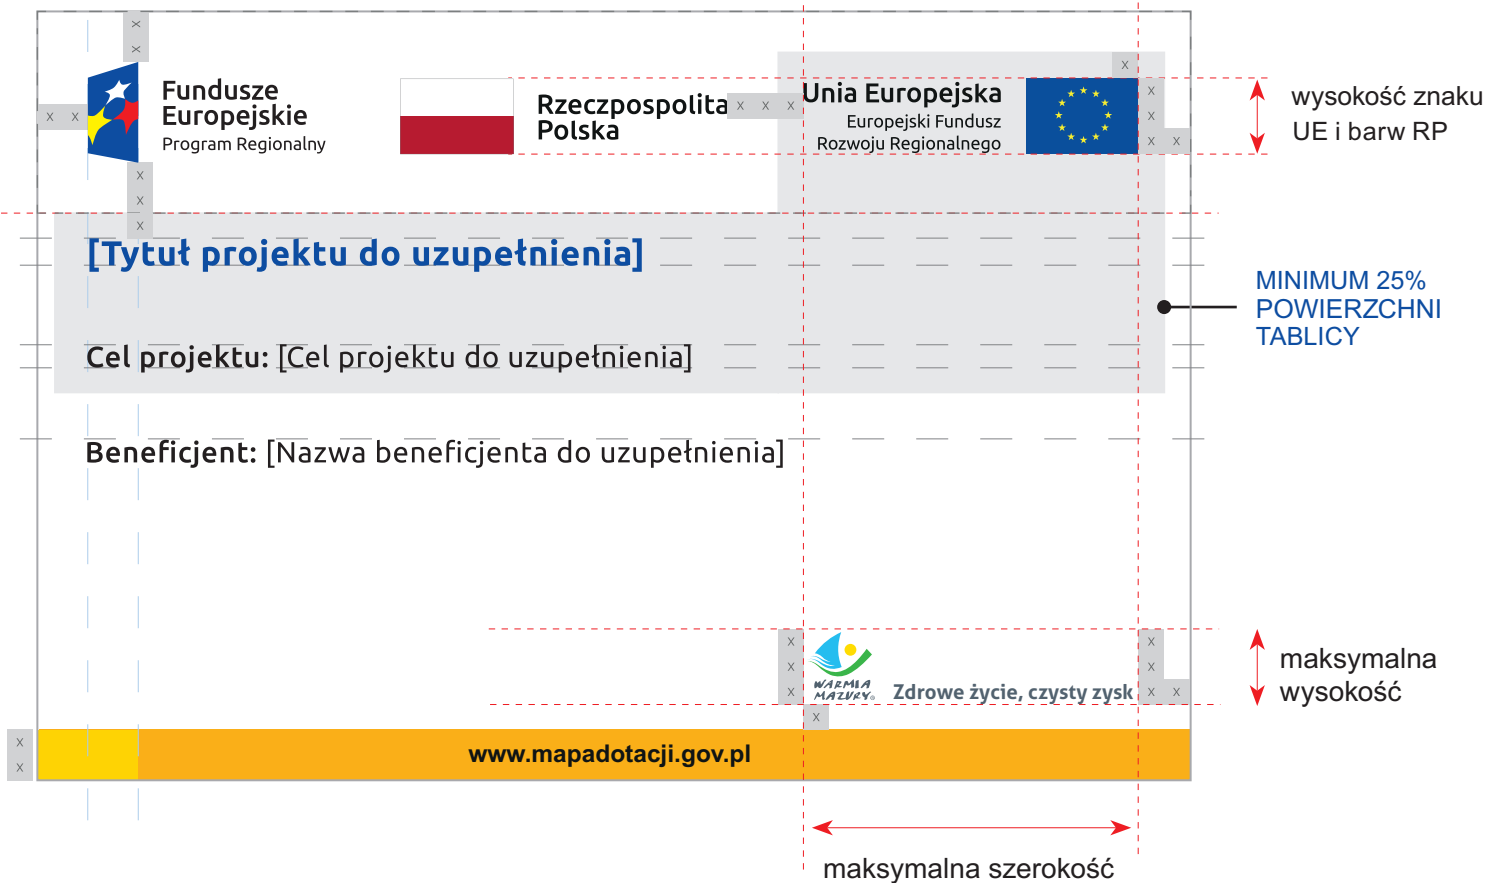 x
x
Fundusze
Europejskie
Program Regionalny
x x
Rzeczpospolita
Polska
x x x
Unia Europejska
Europejski Fundusz
Rozwoju Regionalnego
x
x
x
x x
wysokość znaku
UE i barw RP
x
x
x
[Tytuł projektu do uzupełnienia]
MINIMUM 25%
POWIERZCHNI
TABLICY
Cel projektu: [Cel projektu do uzupełnienia]
Beneficjent: [Nazwa beneficjenta do uzupełnienia]
x
x
x
WARMIA
MAZURY®
Zdrowe życie, czysty zysk
x
x
x x
x
maksymalna
wysokość
x
x
www.mapadotacji.gov.pl
maksymalna szerokość